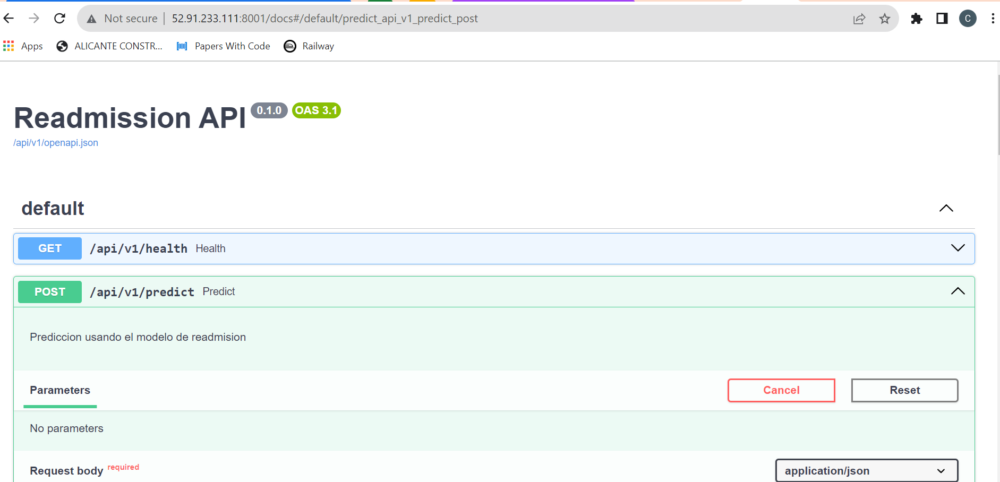 Not secure 52.91.233.111:8001/docs#/default/predict_api_v1_predict_post C
Apps ALICANTE CONSTR... Papers With Code Railway
Readmission API 0.1.0 OAS 3.1
/api/v1/openapi.json
default
GET /api/v1/health Health
POST /api/v1/predict Predict
Prediccion usando el modelo de readmision
Parameters Cancel Reset
No parameters
Request body required application/json